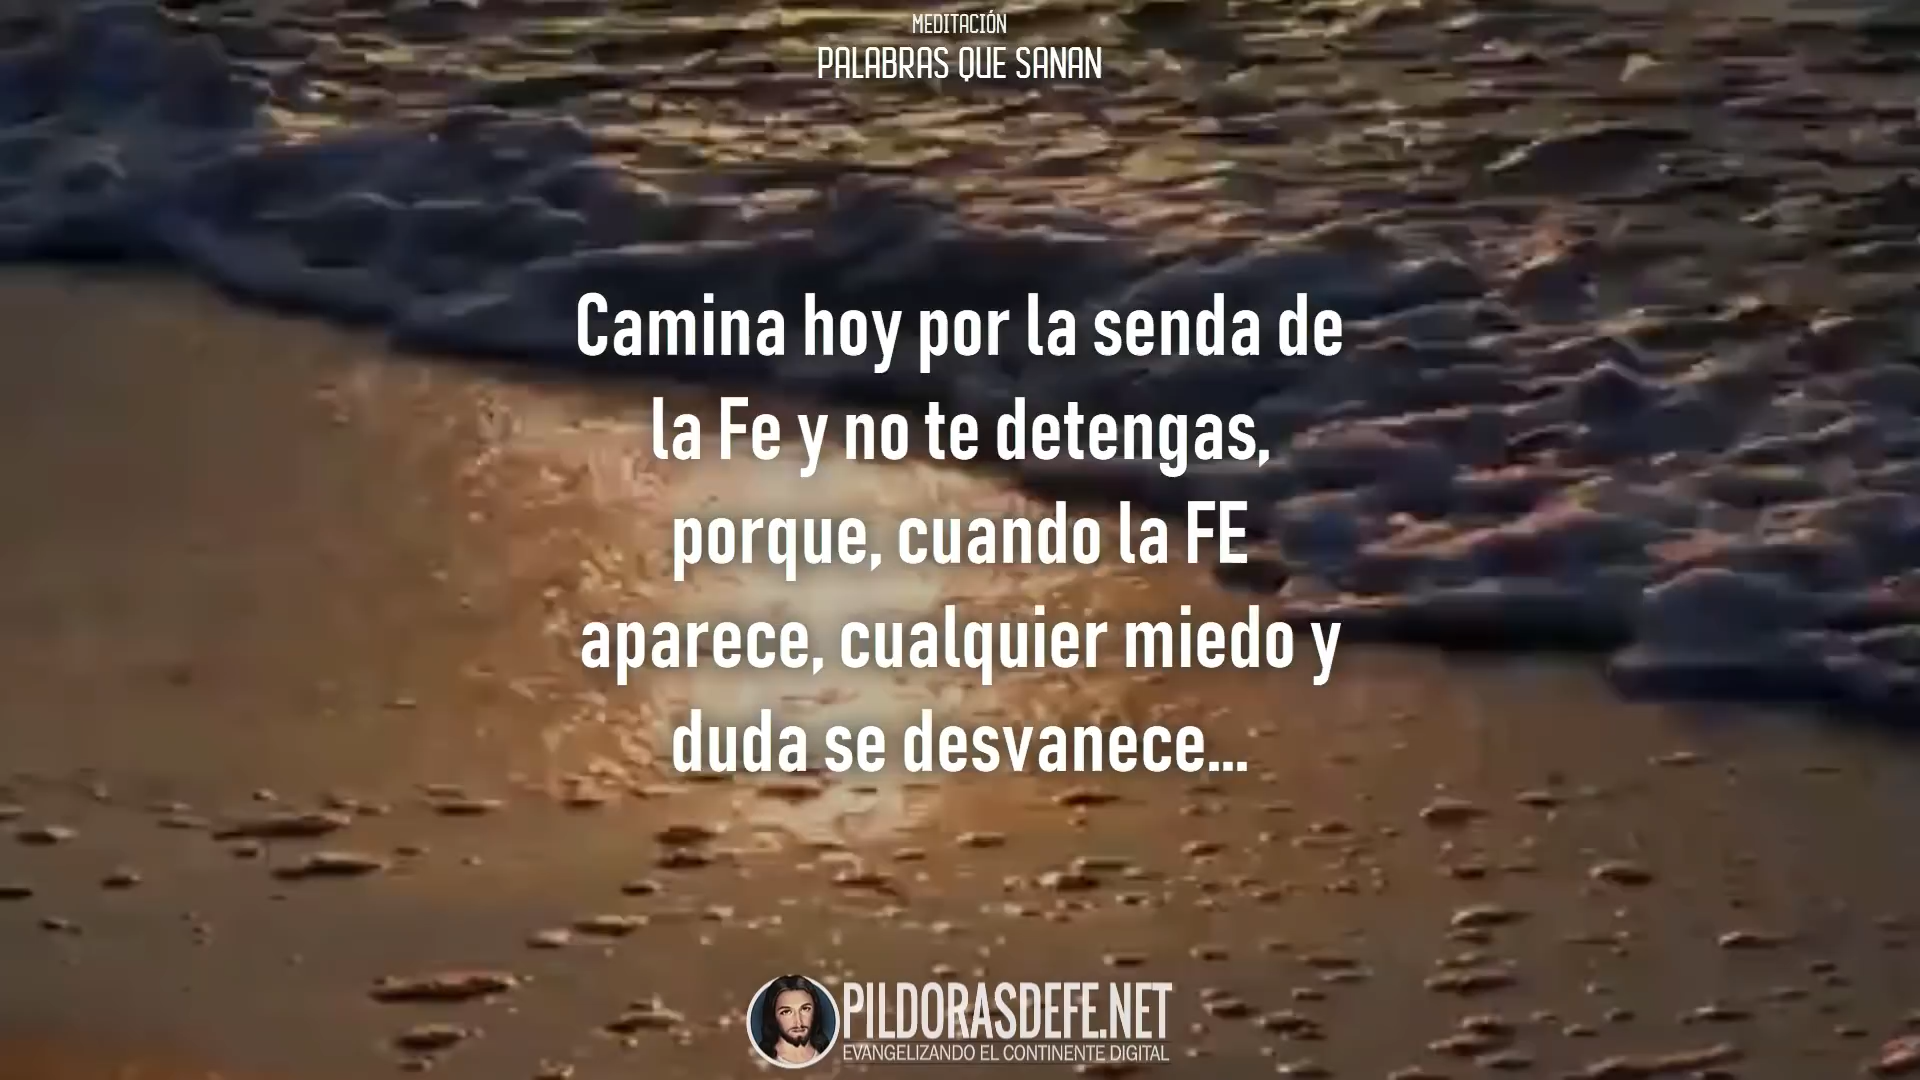 MEDITACIÓN
PALABRAS QUE SANAN
Camina hoy por la senda de
la Fe y no te detengas,
porque, cuando la FE
aparece, cualquier miedo y
duda se desvanece...
PILDORASDEFE.NET
EVANGELIZANDO EL CONTINENTE DIGITAL